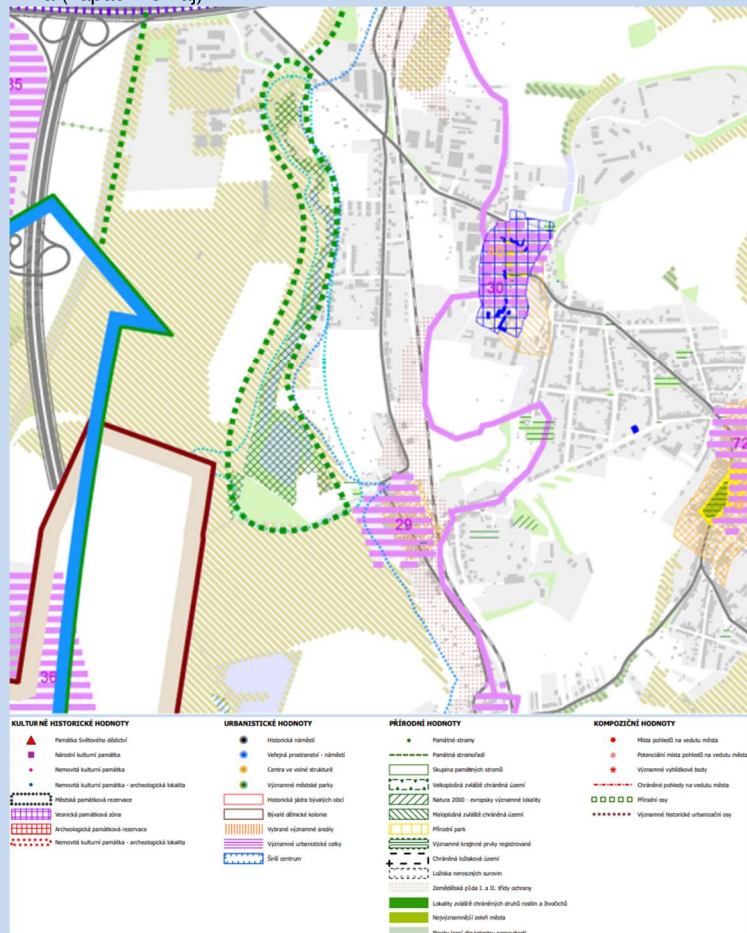 35
30
72
29
36
KULTURNĚ HISTORICKÉ HODNOTY
Památka Světového dědictví
Národní kulturní památka
Nemovitá kulturní památka
Nemovitá kulturní památka - archeologická lokalita
Městská památková rezervace
Vesnická památková zóna
Archeologická památková rezervace
Nemovitá kulturní památka - archeologická lokalita
URBANISTICKÉ HODNOTY
Historická náměstí
Veřejná prostranství - náměstí
Centra ve volné struktuře
Významné městské parky
Historická jádra bývalých obcí
Bývalé dělnické kolonie
Vybrané významné areály
Významné urbanistické celky
Širší centrum
PŘÍRODNÍ HODNOTY
Památné stromy
Památná stromořadí
Skupina památných stromů
Velkoplošná zvláště chráněné území
Natura 2000 - evropsky významné lokality
Maloplošná zvláště chráněné území
Přírodní park
Významné krajinné prvky registrované
Chráněná ložisková území
Ložiska nerostných surovin
Zemědělská půda I. a II. třídy ochrany
Lokality zvláště chráněných druhů rostlin a živočichů
Nejvýznamnější zeleň města
KOMPOZIČNÍ HODNOTY
Místa pohledů na vedutu města
Potenciální místa pohledů na vedutu města
Významné vyhlídkové body
Chráněné pohledy na vedutu města
Přírodní osy
Významné historické urbanizační osy